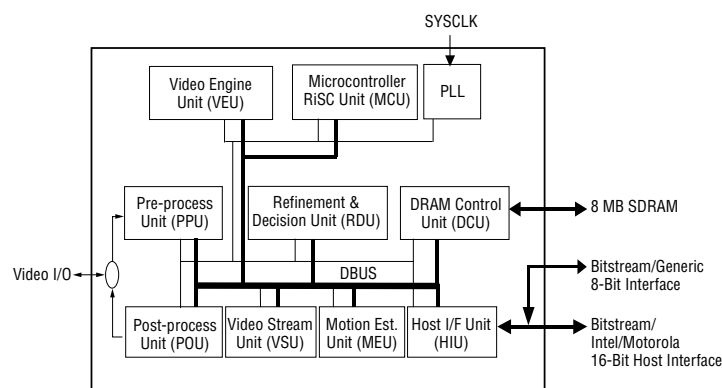 SYSCLK
Video Engine
Unit (VEU)
Microcontroller
RiSC Unit (MCU)
PLL
Pre-process
Unit (PPU)
Refinement &
Decision Unit (RDU)
DRAM Control
Unit (DCU)
8 MB SDRAM
Video I/O
DBUS
Bitstream/Generic
8-Bit Interface
Post-process
Unit (POU)
Video Stream
Unit (VSU)
Motion Est.
Unit (MEU)
Host I/F Unit
(HIU)
Bitstream/
Intel/Motorola
16-Bit Host Interface